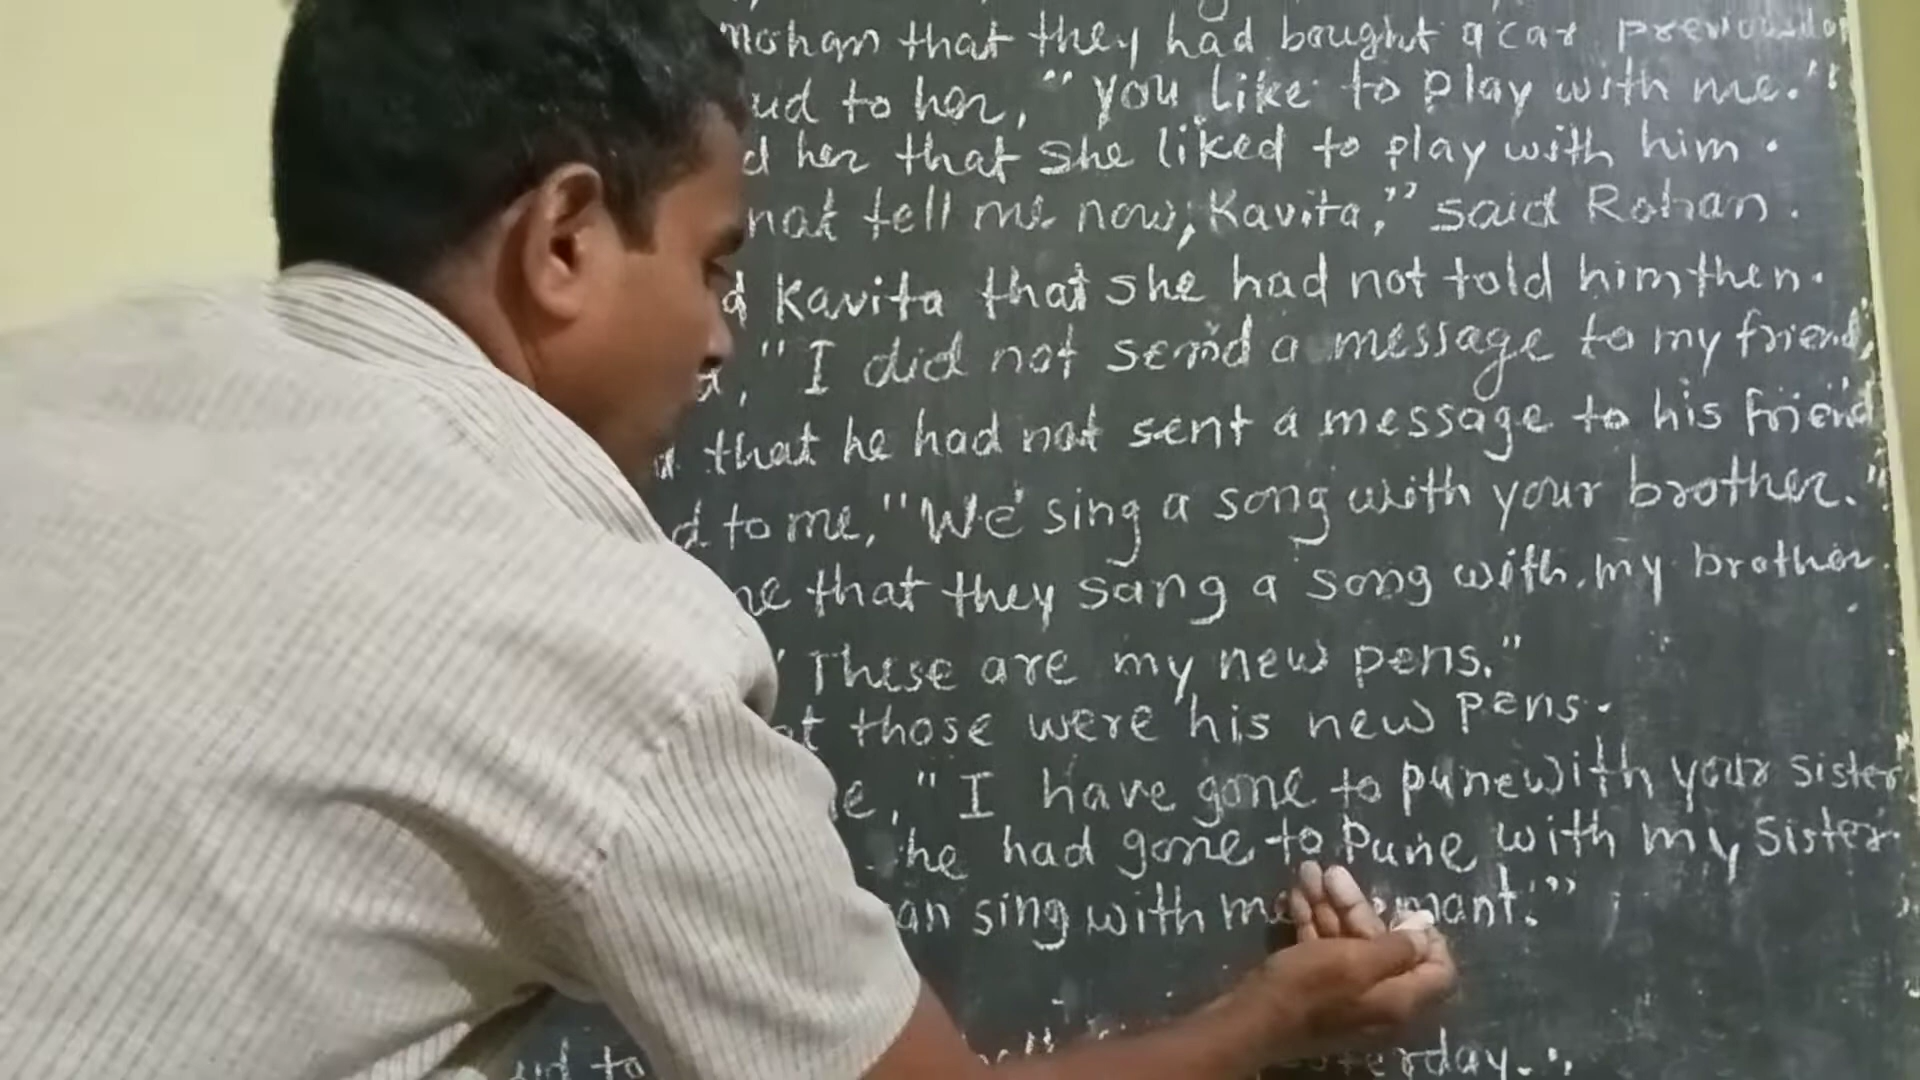 mohan that they had bought a car
to her, "you like to play with me."
her that she liked to play with him.
not tell me now, Kavita," said Rohan.
Kavita that she had not told him then.
"I did not send a message to my friend,
that he had not sent a message to his friend
to me, "We sing a song with your brother."
that they sang a song with my brother.
"These are my new pens."
those were his new pens.
"I have gone to pune with your sister
he had gone to Pune with my sister.
sing with me
to yesterday.